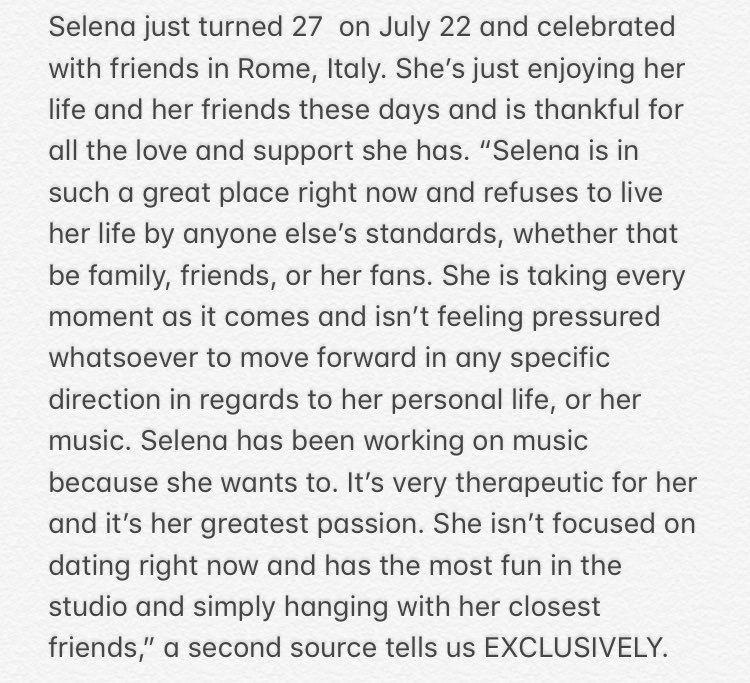 Selena just turned 27  on July 22 and celebrated
with friends in Rome, Italy. She’s just enjoying her
life and her friends these days and is thankful for
all the love and support she has. “Selena is in
such a great place right now and refuses to live
her life by anyone else’s standards, whether that
be family, friends, or her fans. She is taking every
moment as it comes and isn’t feeling pressured
whatsoever to move forward in any specific
direction in regards to her personal life, or her
music. Selena has been working on music
because she wants to. It’s very therapeutic for her
and it’s her greatest passion. She isn’t focused on
dating right now and has the most fun in the
studio and simply hanging with her closest
friends,” a second source tells us EXCLUSIVELY.